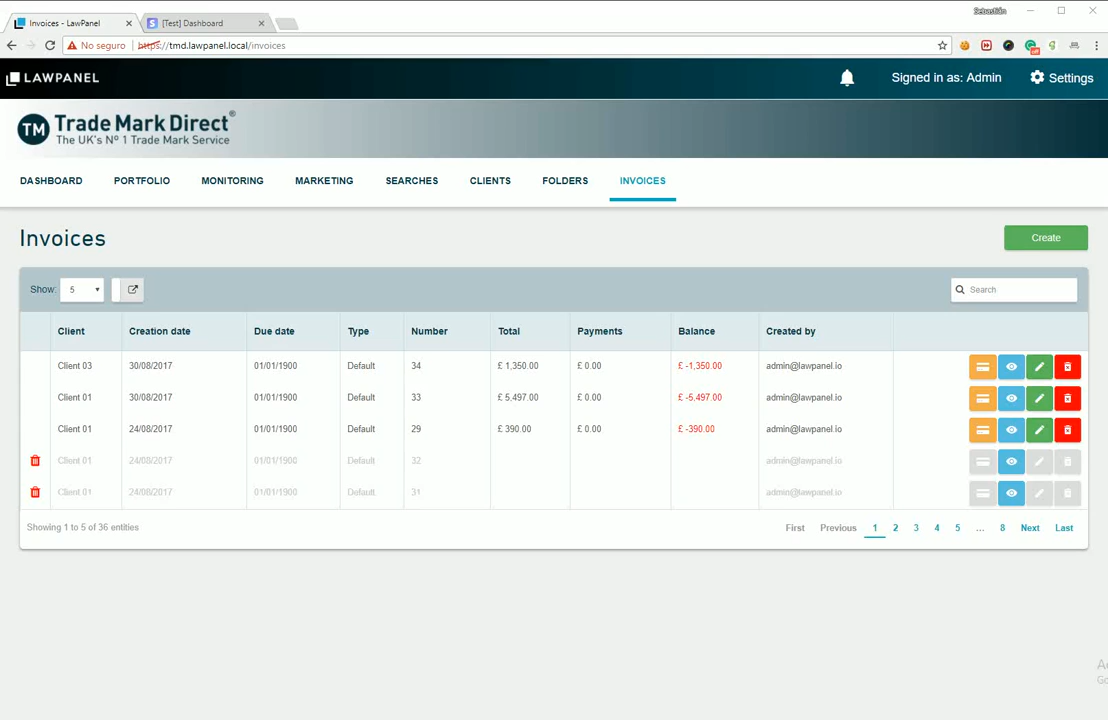 Sebastián
Invoices - LawPanel
[Test] Dashboard
No seguro
https://tmd.lawpanel.local/invoices
LAWPANEL
Signed in as: Admin
Settings
TM
Trade Mark Direct®
The UK's Nº 1 Trade Mark Service
DASHBOARD PORTFOLIO MONITORING MARKETING SEARCHES CLIENTS FOLDERS INVOICES
Invoices
Create
Show: 5
Search
Client Creation date Due date Type Number Total Payments Balance Created by
Client 03 30/08/2017 01/01/1900 Default 34 £ 1,350.00 £ 0.00 £ -1,350.00 admin@lawpanel.io
Client 01 30/08/2017 01/01/1900 Default 33 £ 5,497.00 £ 0.00 £ -5,497.00 admin@lawpanel.io
Client 01 24/08/2017 01/01/1900 Default 29 £ 390.00 £ 0.00 £ -390.00 admin@lawpanel.io
Client 01 24/08/2017 01/01/1900 Default 32 admin@lawpanel.io
Client 01 24/08/2017 01/01/1900 Default 31 admin@lawpanel.io
Showing 1 to 5 of 36 entities
First Previous 1 2 3 4 5 ... 8 Next Last